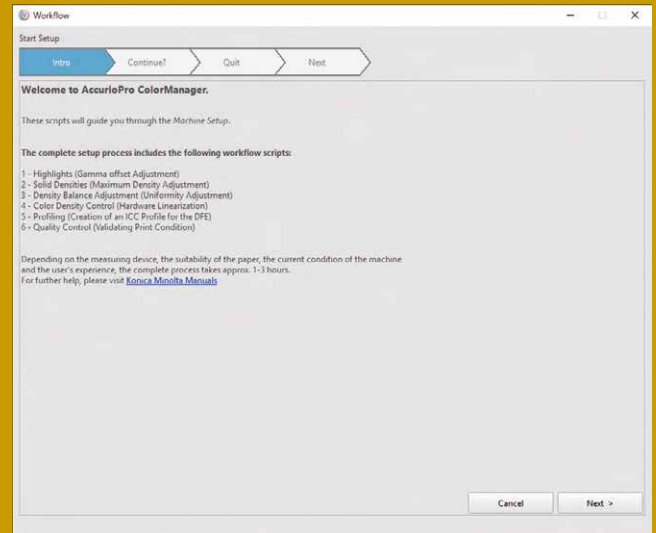 Workflow
Start Setup
Intro Continue? Quit Next
Welcome to AccurioPro ColorManager.
These scripts will guide you through the Machine Setup.
The complete setup process includes the following workflow scripts:
1 - Highlights (Gamma offset Adjustment)
2 - Solid Densities (Maximum Density Adjustment)
3 - Density Balance Adjustment (Uniformity Adjustment)
4 - Color Density Control (Hardware Linearization)
5 - Profiling (Creation of an ICC Profile for the DFE)
6 - Quality Control (Validating Print Condition)
Depending on the measuring device, the suitability of the paper, the current condition of the machine
and the user's experience, the complete process takes approx. 1-3 hours.
For further help, please visit Konica Minolta Manuals
Cancel Next >